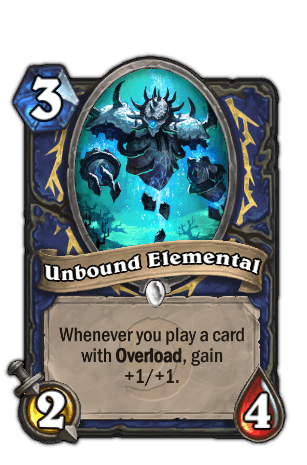 3
Unbound Elemental
Whenever you play a card
with Overload, gain
+1/+1.
2
4